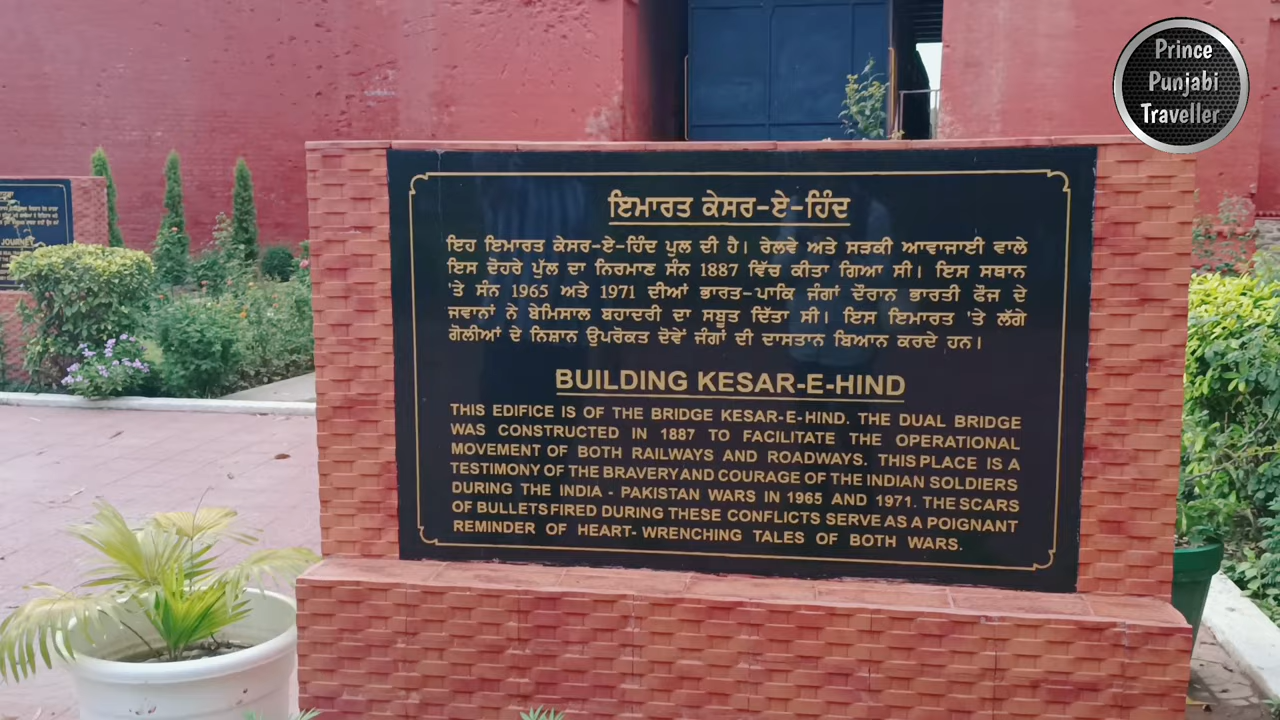 Prince
Punjabi
Traveller
ਇਮਾਰਤ ਕੇਸਰ-ਏ-ਹਿੰਦ
ਇਹ ਇਮਾਰਤ ਕੇਸਰ-ਏ-ਹਿੰਦ ਪੁਲ ਦੀ ਹੈ। ਰੇਲਵੇ ਅਤੇ ਸੜਕੀ ਆਵਾਜਾਈ ਵਾਲੇ
ਇਸ ਦੋਹਰੇ ਪੁੱਲ ਦਾ ਨਿਰਮਾਣ ਸੰਨ 1887 ਵਿੱਚ ਕੀਤਾ ਗਿਆ ਸੀ। ਇਸ ਸਥਾਨ
'ਤੇ ਸੰਨ 1965 ਅਤੇ 1971 ਦੀਆਂ ਭਾਰਤ-ਪਾਕਿ ਜੰਗਾਂ ਦੌਰਾਨ ਭਾਰਤੀ ਫੌਜ ਦੇ
ਜਵਾਨਾਂ ਨੇ ਬੇਮਿਸਾਲ ਬਹਾਦਰੀ ਦਾ ਸਬੂਤ ਦਿੱਤਾ ਸੀ। ਇਸ ਇਮਾਰਤ 'ਤੇ ਲੱਗੇ
ਗੋਲੀਆਂ ਦੇ ਨਿਸ਼ਾਨ ਉਪਰੋਕਤ ਦੋਵੇਂ ਜੰਗਾਂ ਦੀ ਦਾਸਤਾਨ ਬਿਆਨ ਕਰਦੇ ਹਨ।
BUILDING KESAR-E-HIND
THIS EDIFICE IS OF THE BRIDGE KESAR-E-HIND. THE DUAL BRIDGE
WAS CONSTRUCTED IN 1887 TO FACILITATE THE OPERATIONAL
MOVEMENT OF BOTH RAILWAYS AND ROADWAYS. THIS PLACE IS A
TESTIMONY OF THE BRAVERY AND COURAGE OF THE INDIAN SOLDIERS
DURING THE INDIA - PAKISTAN WARS IN 1965 AND 1971. THE SCARS
OF BULLETS FIRED DURING THESE CONFLICTS SERVE AS A POIGNANT
REMINDER OF HEART- WRENCHING TALES OF BOTH WARS.
JOURNEY